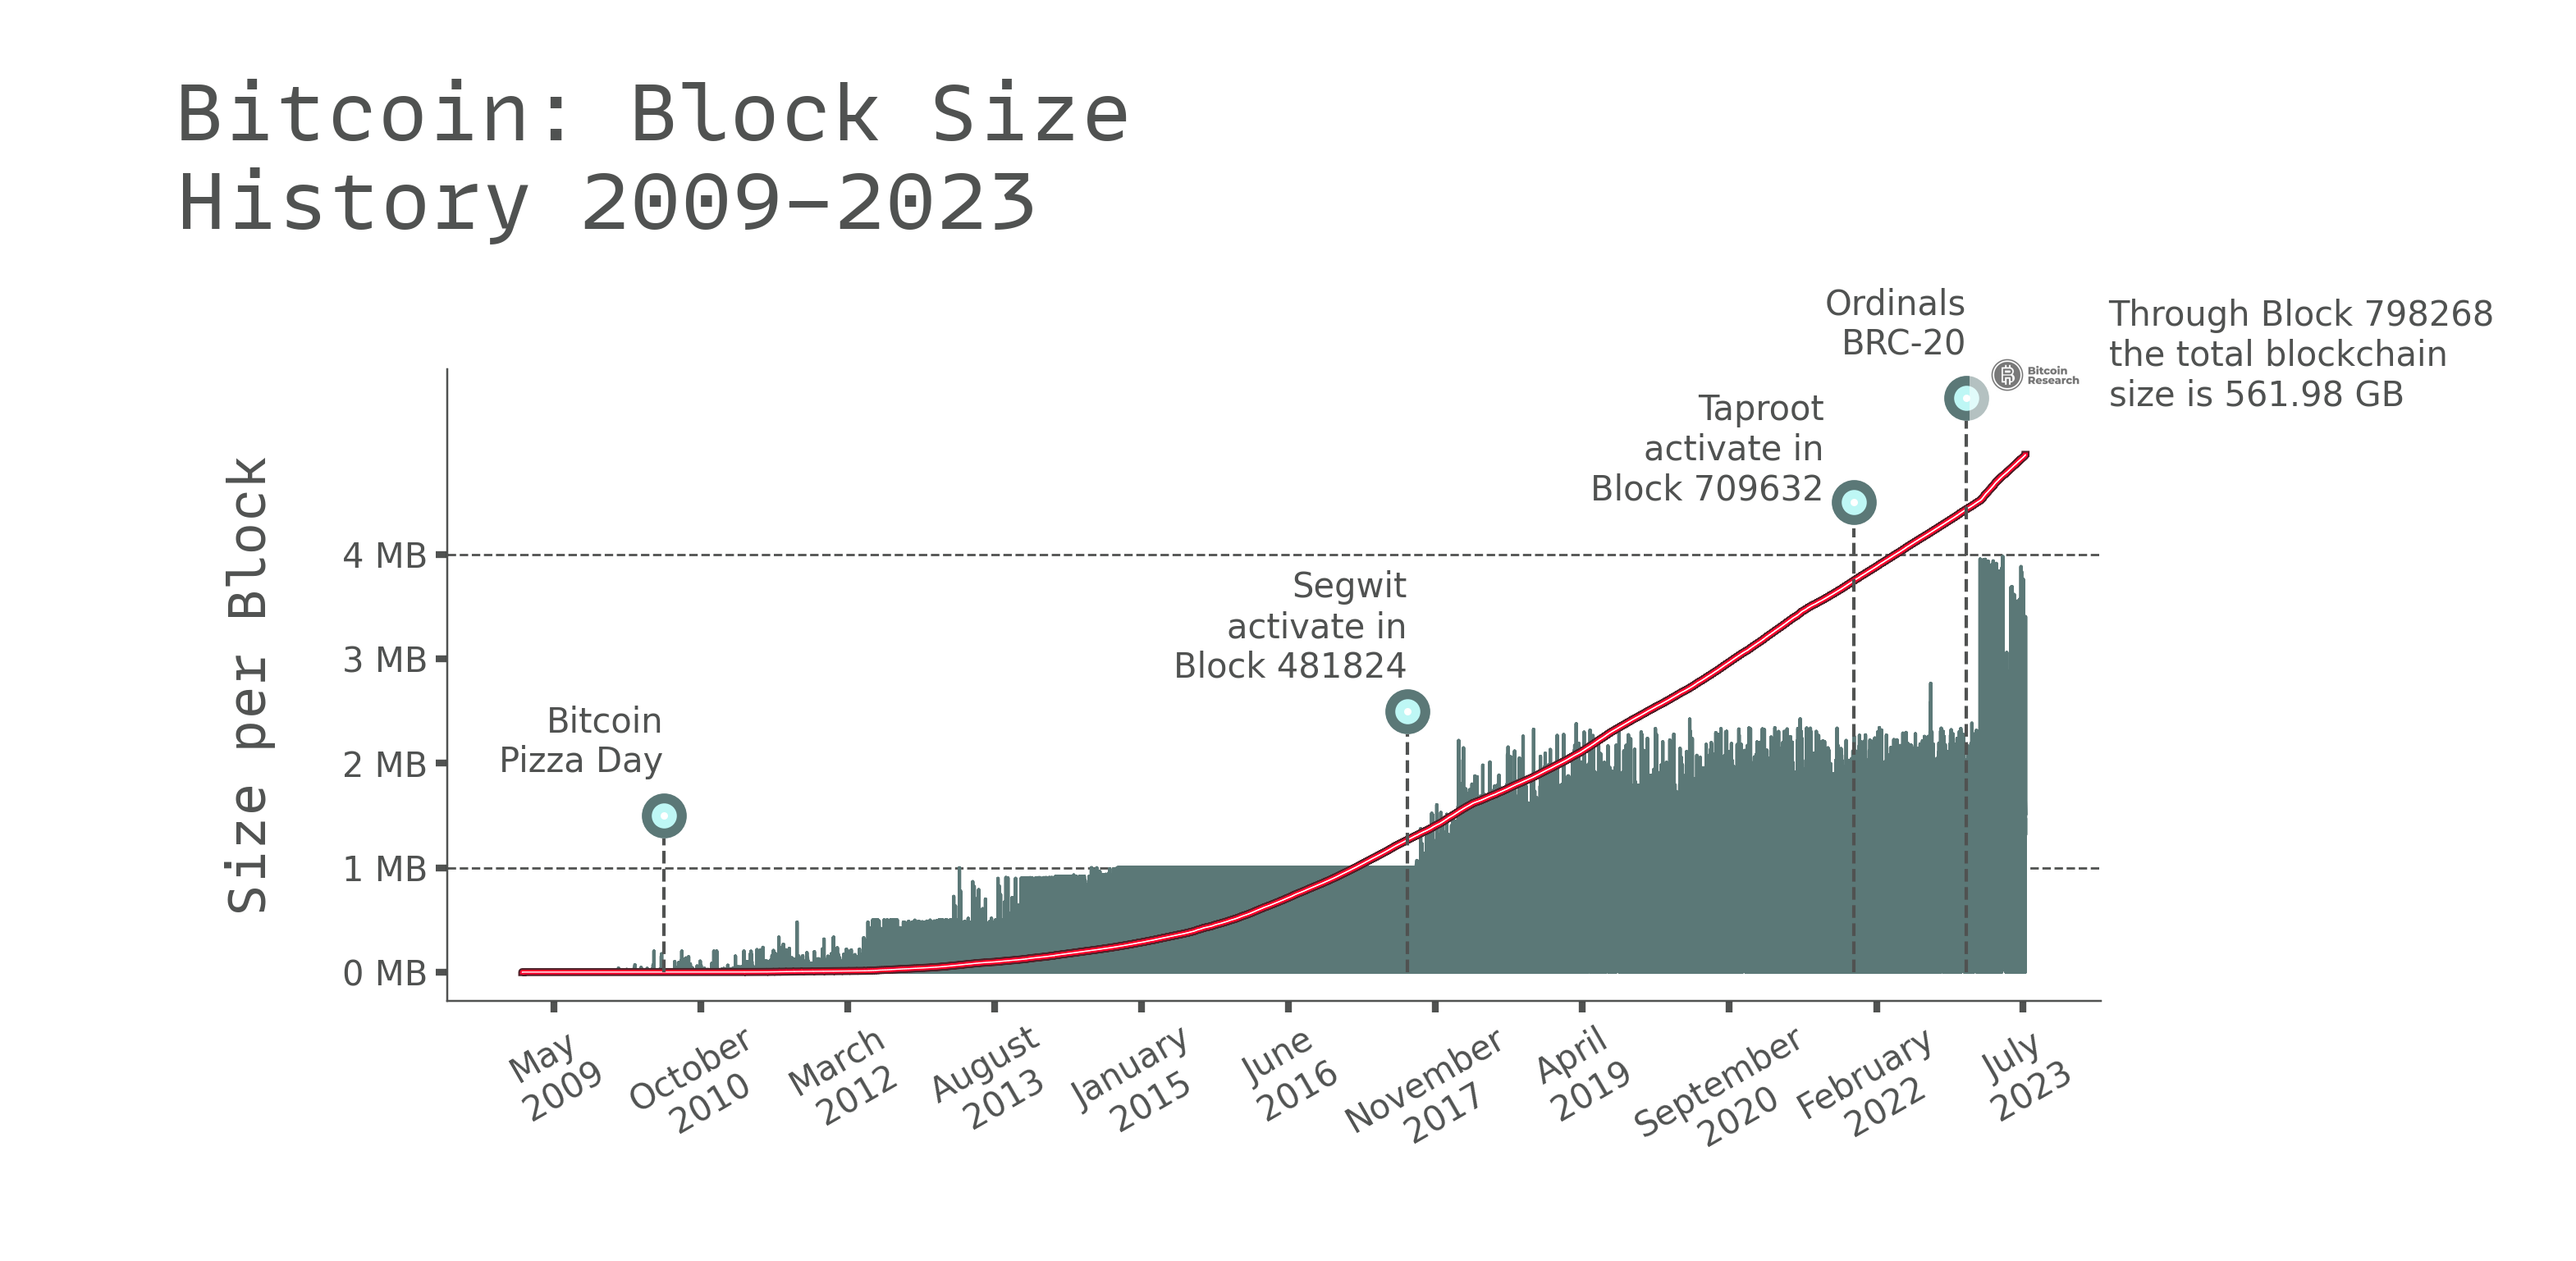 Bitcoin: Block Size
History 2009–2023
Ordinals
BRC-20
Bitcoin
Research
Through Block 798268
the total blockchain
size is 561.98 GB
Taproot
activate in
Block 709632
Segwit
activate in
Block 481824
Bitcoin
Pizza Day
Size per Block
4 MB
3 MB
2 MB
1 MB
0 MB
May
2009
October
2010
March
2012
August
2013
January
2015
June
2016
November
2017
April
2019
September
2020
February
2022
July
2023